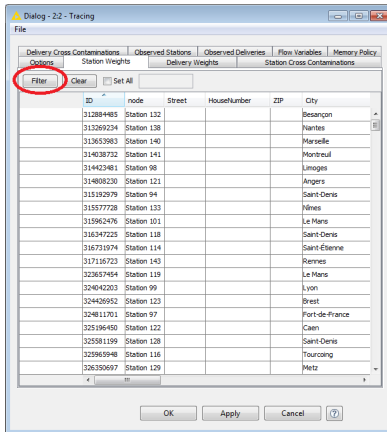 Dialog - 2:2 - Tracing
File
Delivery Cross Contaminations Observed Stations Observed Deliveries Flow Variables Memory Policy
Options Station Weights Delivery Weights Station Cross Contaminations
Filter Clear Set All
ID node Street HouseNumber ZIP City
312884485 Station 132 Besançon
313269234 Station 138 Nantes
313653983 Station 140 Marseille
314038732 Station 141 Montreuil
314423481 Station 98 Limoges
314808230 Station 121 Angers
315192979 Station 94 Saint-Denis
315577728 Station 133 Nîmes
315962476 Station 101 Le Mans
316347225 Station 118 Saint-Denis
316731974 Station 114 Saint-Étienne
317116723 Station 143 Rennes
323657454 Station 119 Le Mans
324042203 Station 99 Lyon
324426952 Station 123 Brest
324811701 Station 97 Fort-de-France
325196450 Station 122 Caen
325581199 Station 128 Saint-Denis
325965948 Station 116 Tourcoing
326350697 Station 129 Metz
OK Apply Cancel ?